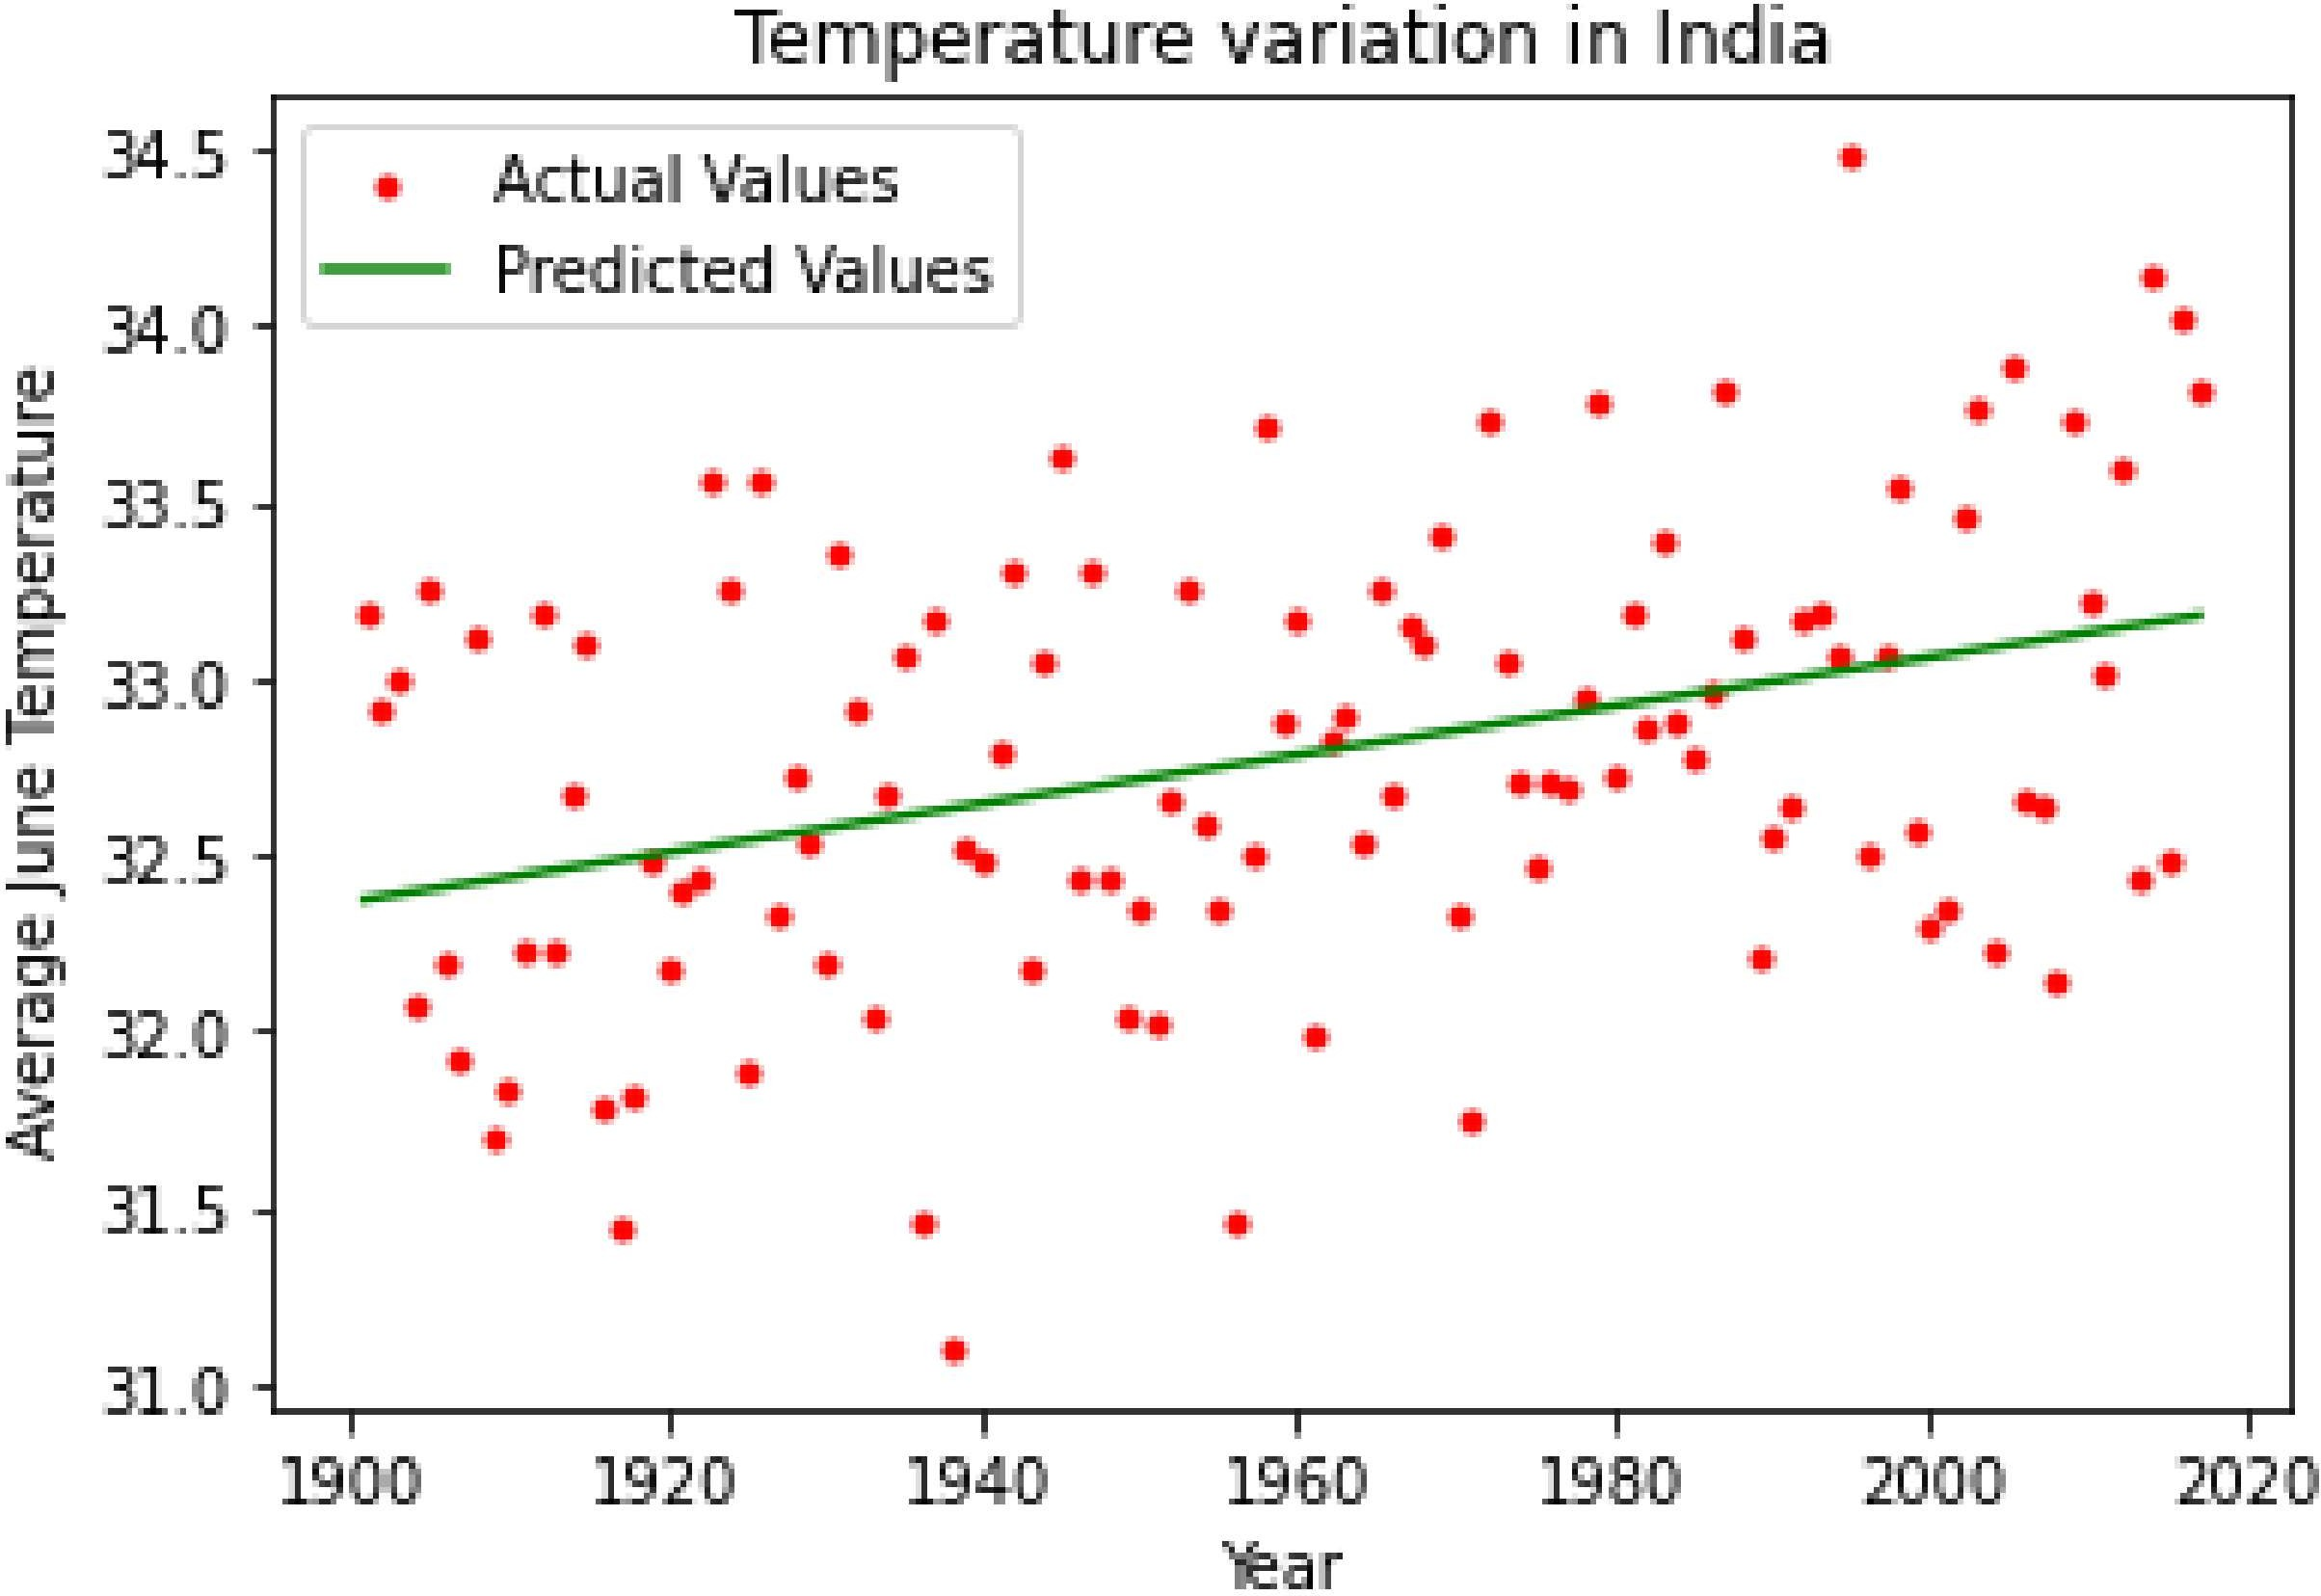 Temperature variation in India
Actual Values
Predicted Values
34.5
34.0
33.5
33.0
32.5
32.0
31.5
31.0
Average June Temperature
1900 1920 1940 1960 1980 2000 2020
Year